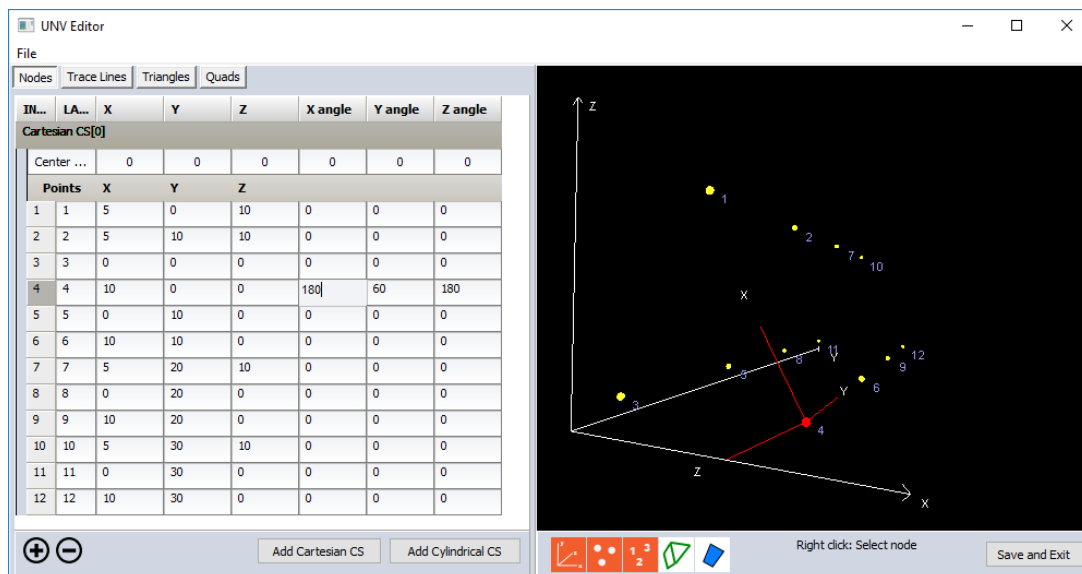 UNV Editor
File
Nodes Trace Lines Triangles Quads
IN... LA... X Y Z X angle Y angle Z angle
Cartesian CS[0]
Center ... 0 0 0 0 0 0
Points X Y Z
1 1 5 0 10 0 0 0
2 2 5 10 10 0 0 0
3 3 0 0 0 0 0 0
4 4 10 0 0 180 60 180
5 5 0 10 0 0 0 0
6 6 10 10 0 0 0 0
7 7 5 20 10 0 0 0
8 8 0 20 0 0 0 0
9 9 10 20 0 0 0 0
10 10 5 30 10 0 0 0
11 11 0 30 0 0 0 0
12 12 10 30 0 0 0 0
Add Cartesian CS Add Cylindrical CS
Z
1
2
7
10
X
11
8 Y 12
5 9
Y 6
3
4
Z
X
Z X Y
1 2 3
Right click: Select node
Save and Exit